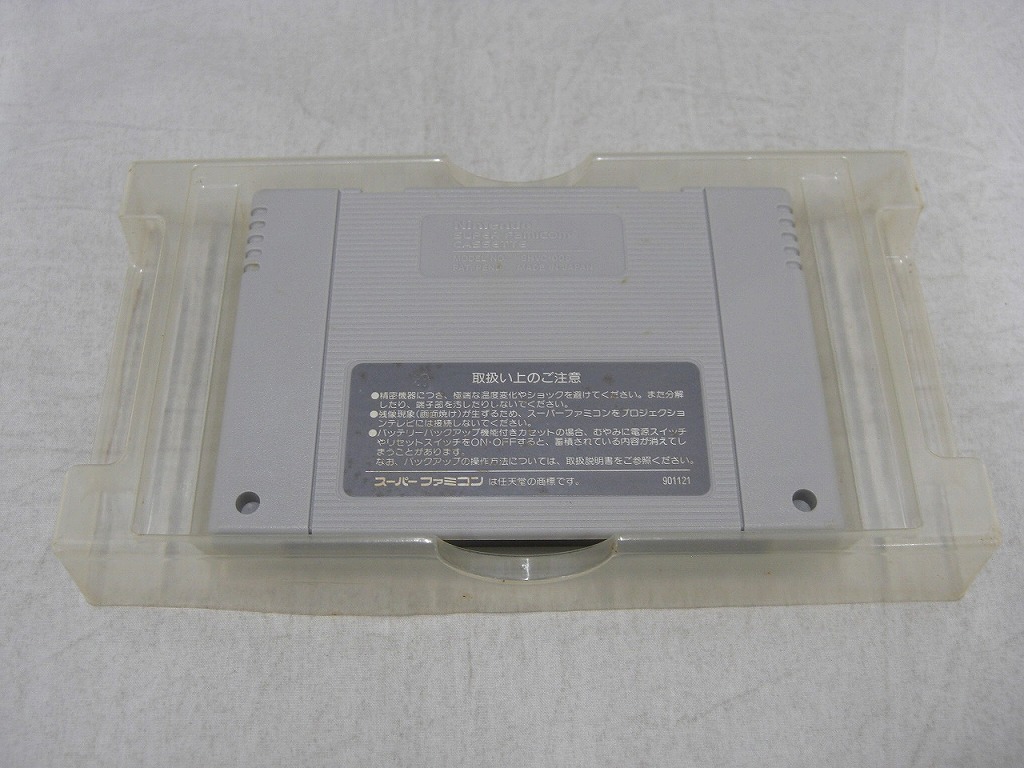 Nintendo
CASSETTE
取扱い上のご注意
●精密機器につき、極端な温度変化やショックを避けてください。また分解
したり、端子部を汚したりしないでください。
●残像現象(画面焼け)が生ずるため、スーパーファミコンをプロジェクショ
ンテレビには接続しないでください。
●バッテリーバックアップ機能付きカセットの場合、むやみに電源スイッチ
やリセットスイッチをON・OFFすると、蓄積されている内容が消えてし
まうことがあります。
なお、バックアップの操作方法については、取扱説明書をご参照ください。
スーパーファミコンは任天堂の商標です。 901121